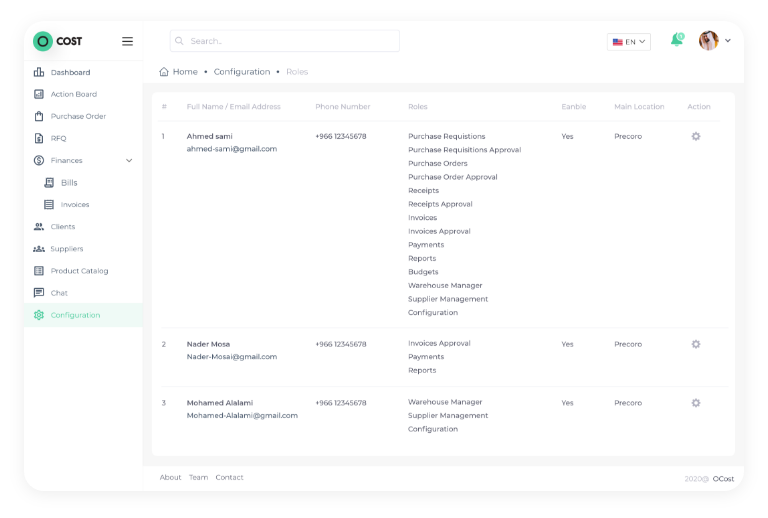 COST
Search..
EN
Dashboard
Action Board
Purchase Order
RFQ
Finances
Bills
Invoices
Clients
Suppliers
Product Catalog
Chat
Configuration
Home • Configuration • Roles
# Full Name / Email Address Phone Number Roles Eanble Main Location Action
1 Ahmed sami +966 12345678 Purchase Requistions Yes Precoro
ahmed-sami@gmail.com
Purchase Requisitions Approval
Purchase Orders
Purchase Order Approval
Receipts
Receipts Approval
Invoices
Invoices Approval
Payments
Reports
Budgets
Warehouse Manager
Supplier Management
Configuration
2 Nader Mosa +966 12345678 Invoices Approval Yes Precoro
Nader-Mosai@gmail.com Payments
Reports
3 Mohamed Alalami +966 12345678 Warehouse Manager Yes Precoro
Mohamed-Alalami@gmail.com Supplier Management
Configuration
About Team Contact
2020@ OCost